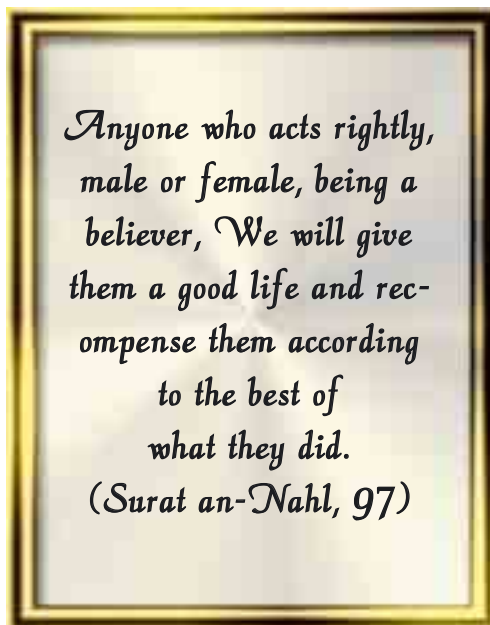 Anyone who acts rightly,
male or female, being a
believer, We will give
them a good life and rec-
ompense them according
to the best of
what they did.
(Surat an-Nahl, 97)